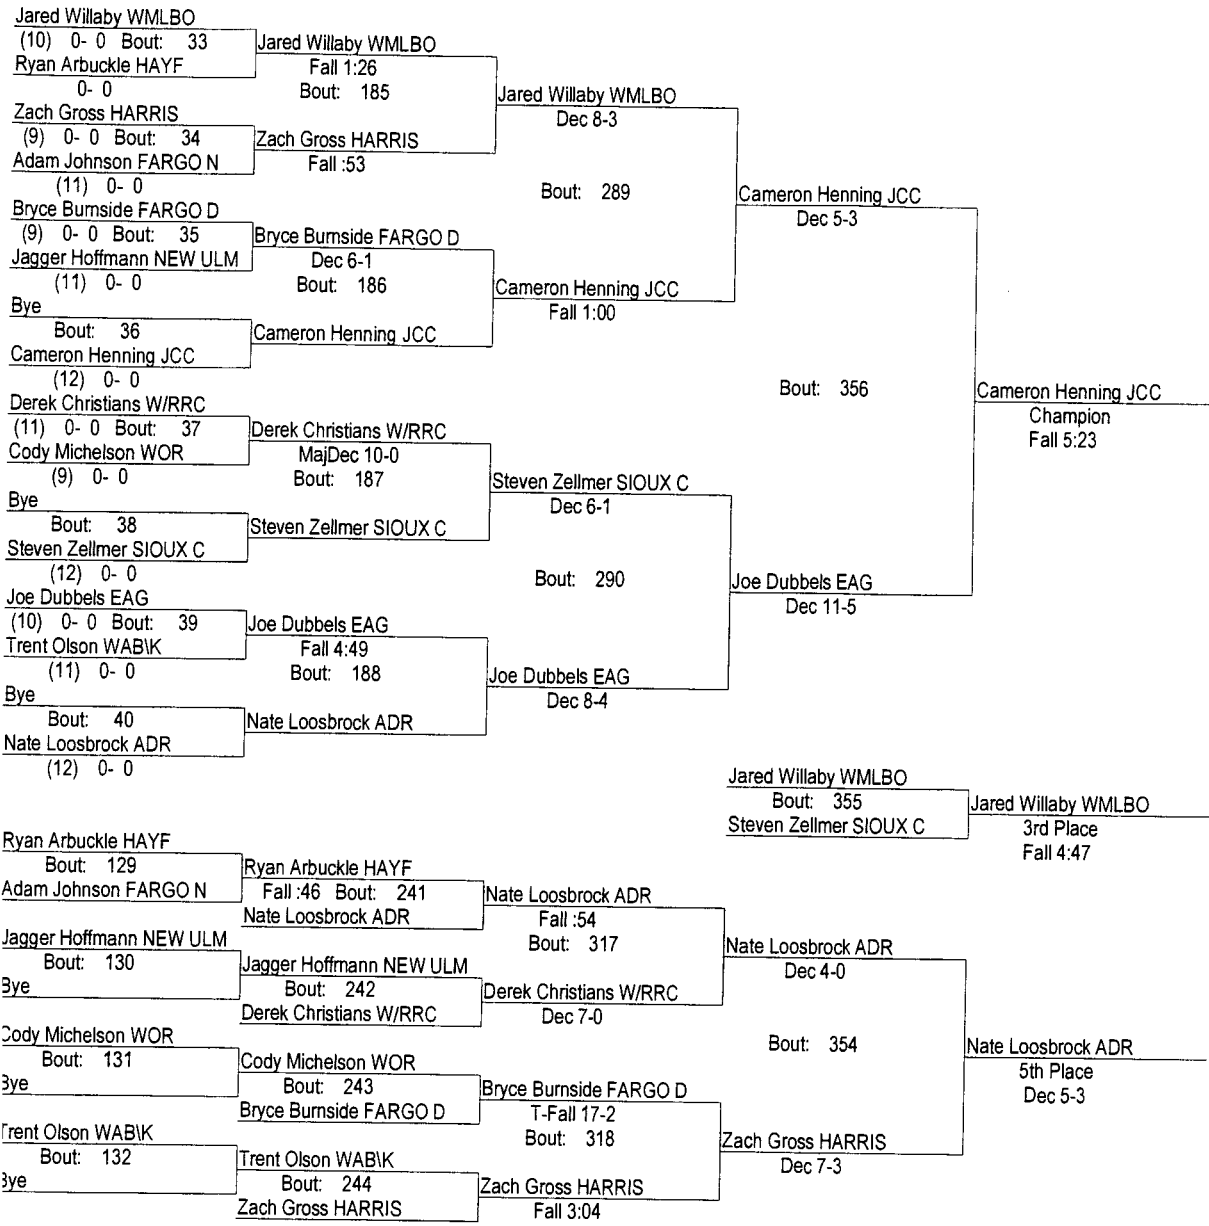 Jared Willaby WMLBO
(10) 0- 0 Bout: 33
Ryan Arbuckle HAYF
0- 0
Zach Gross HARRIS
(9) 0- 0 Bout: 34
Adam Johnson FARGO N
(11) 0- 0
Bryce Burnside FARGO D
(9) 0- 0 Bout: 35
Jagger Hoffmann NEW ULM
(11) 0- 0
Bye
Bout: 36
Cameron Henning JCC
(12) 0- 0
Derek Christians W/RRC
(11) 0- 0 Bout: 37
Cody Michelson WOR
(9) 0- 0
Bye
Bout: 38
Steven Zellmer SIOUX C
(12) 0- 0
Joe Dubbels EAG
(10) 0- 0 Bout: 39
Trent Olson WAB\K
(11) 0- 0
Bye
Bout: 40
Nate Loosbrock ADR
(12) 0- 0
Jared Willaby WMLBO
Fall 1:26
Bout: 185
Zach Gross HARRIS
Fall :53
Bryce Burnside FARGO D
Dec 6-1
Bout: 186
Cameron Henning JCC
Derek Christians W/RRC
MajDec 10-0
Bout: 187
Steven Zellmer SIOUX C
Joe Dubbels EAG
Fall 4:49
Bout: 188
Nate Loosbrock ADR
Jared Willaby WMLBO
Dec 8-3
Bout: 289
Cameron Henning JCC
Fall 1:00
Steven Zellmer SIOUX C
Dec 6-1
Bout: 290
Joe Dubbels EAG
Dec 8-4
Cameron Henning JCC
Dec 5-3
Bout: 356
Joe Dubbels EAG
Dec 11-5
Cameron Henning JCC
Champion
Fall 5:23
Jared Willaby WMLBO
Bout: 355
Steven Zellmer SIOUX C
Jared Willaby WMLBO
3rd Place
Fall 4:47
Ryan Arbuckle HAYF
Bout: 129
Adam Johnson FARGO N
Jagger Hoffmann NEW ULM
Bout: 130
Bye
Cody Michelson WOR
Bout: 131
Bye
Trent Olson WAB\K
Bout: 132
Bye
Ryan Arbuckle HAYF
Fall :46 Bout: 241
Nate Loosbrock ADR
Jagger Hoffmann NEW ULM
Bout: 242
Derek Christians W/RRC
Cody Michelson WOR
Bout: 243
Bryce Burnside FARGO D
Trent Olson WAB\K
Bout: 244
Zach Gross HARRIS
Nate Loosbrock ADR
Fall :54
Bout: 317
Derek Christians W/RRC
Dec 7-0
Bryce Burnside FARGO D
T-Fall 17-2
Bout: 318
Zach Gross HARRIS
Fall 3:04
Nate Loosbrock ADR
Dec 4-0
Bout: 354
Zach Gross HARRIS
Dec 7-3
Nate Loosbrock ADR
5th Place
Dec 5-3